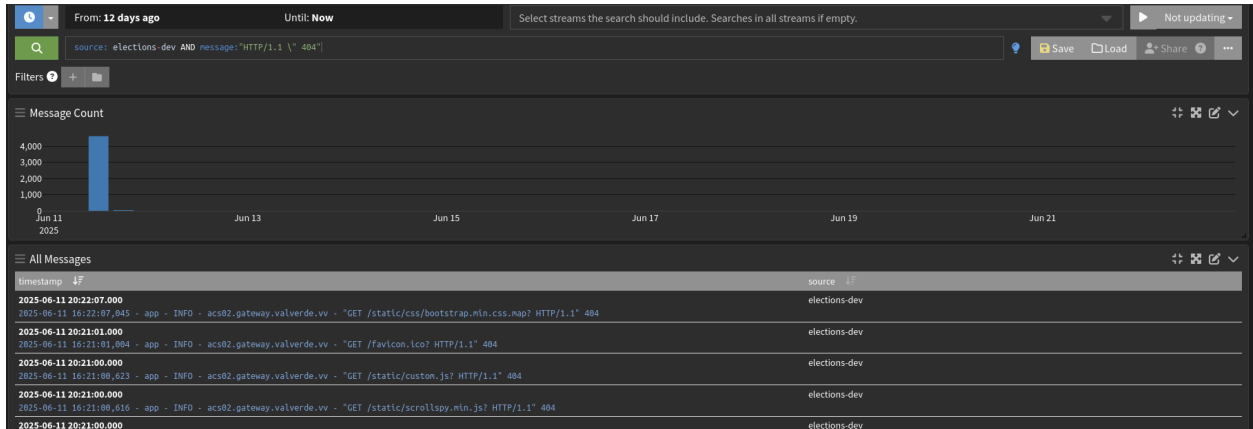 From: 12 days ago Until: Now Select streams the search should include. Searches in all streams if empty. Not updating
source: elections-dev AND message:"HTTP/1.1 \" 404" Save Load Share ?
Filters ? +
Message Count
4,000
3,000
2,000
1,000
0
Jun 11 Jun 13 Jun 15 Jun 17 Jun 19 Jun 21
2025
All Messages
timestamp source
2025-06-11 20:22:07.000 elections-dev
2025-06-11 16:22:07,045 - app - INFO - acs02.gateway.valverde.vv - "GET /static/css/bootstrap.min.css.map? HTTP/1.1" 404
2025-06-11 20:21:01.000 elections-dev
2025-06-11 16:21:01,004 - app - INFO - acs02.gateway.valverde.vv - "GET /favicon.ico? HTTP/1.1" 404
2025-06-11 20:21:00.000 elections-dev
2025-06-11 16:21:00,623 - app - INFO - acs02.gateway.valverde.vv - "GET /static/custom.js? HTTP/1.1" 404
2025-06-11 20:21:00.000 elections-dev
2025-06-11 16:21:00,616 - app - INFO - acs02.gateway.valverde.vv - "GET /static/scrollspy.min.js? HTTP/1.1" 404
2025-06-11 20:21:00.000 elections-dev